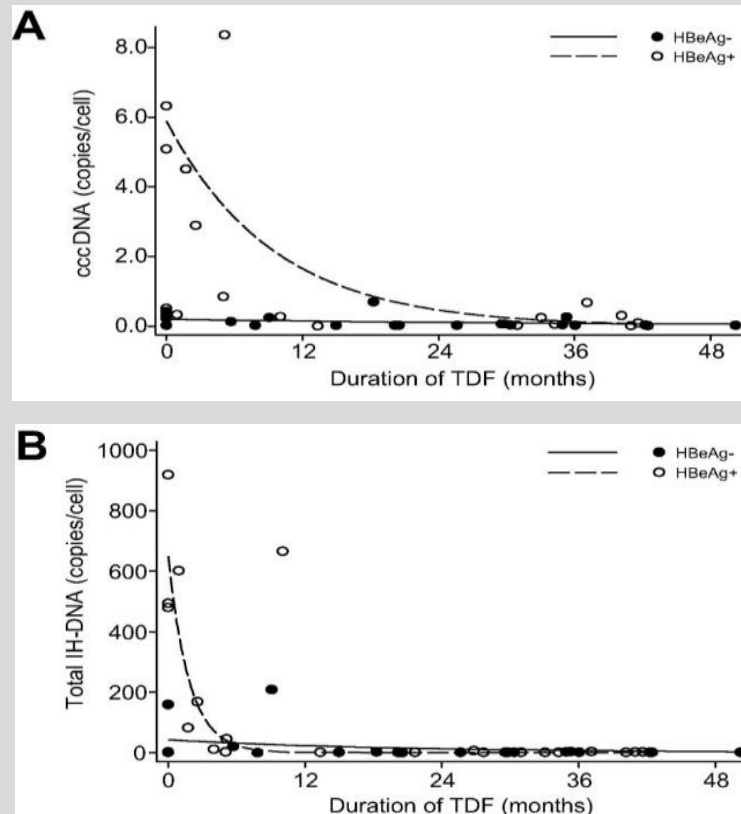 A
8.0
6.0
4.0
2.0
0.0
cccDNA (copies/cell)
HBeAg-
HBeAg+
0 12 24 36 48
Duration of TDF (months)
B
1000
800
600
400
200
0
Total IH-DNA (copies/cell)
HBeAg-
HBeAg+
0 12 24 36 48
Duration of TDF (months)